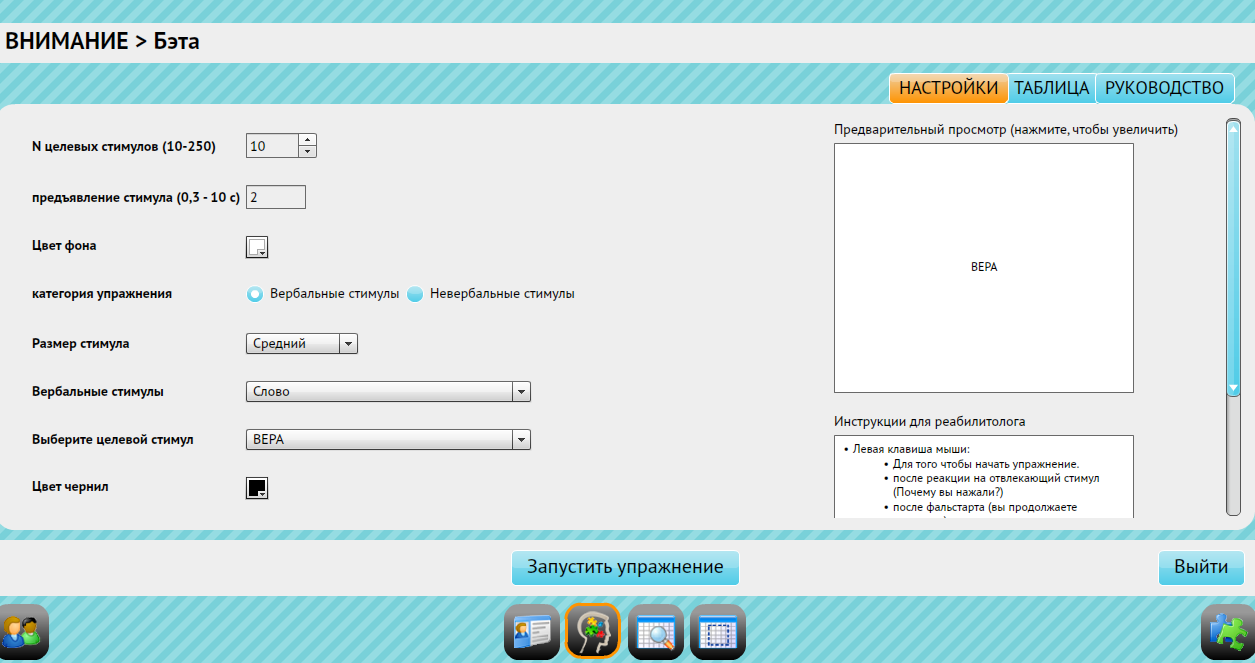 ВНИМАНИЕ > Бэта
НАСТРОЙКИ ТАБЛИЦА РУКОВОДСТВО
N целевых стимулов (10-250) 10
предъявление стимула (0,3 - 10 с) 2
Цвет фона
категория упражнения Вербальные стимулы Невербальные стимулы
Размер стимула Средний
Вербальные стимулы Слово
Выберите целевой стимул ВЕРА
Цвет чернил
Предварительный просмотр (нажмите, чтобы увеличить)
ВЕРА
Инструкции для реабилитолога
• Левая клавиша мыши:
• Для того чтобы начать упражнение.
• после реакции на отвлекающий стимул
(Почему вы нажали?)
• после фальстарта (вы продолжаете
Запустить упражнение
Выйти